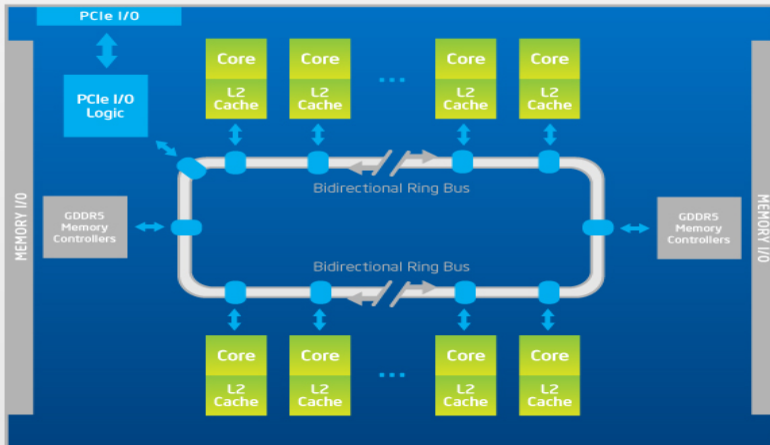 PCIe I/O
PCIe I/O
Logic
Core
L2
Cache
Core
L2
Cache
...
Core
L2
Cache
Core
L2
Cache
MEMORY I/O
GDDR5
Memory
Controllers
Bidirectional Ring Bus
Bidirectional Ring Bus
GDDR5
Memory
Controllers
MEMORY I/O
Core
L2
Cache
Core
L2
Cache
...
Core
L2
Cache
Core
L2
Cache